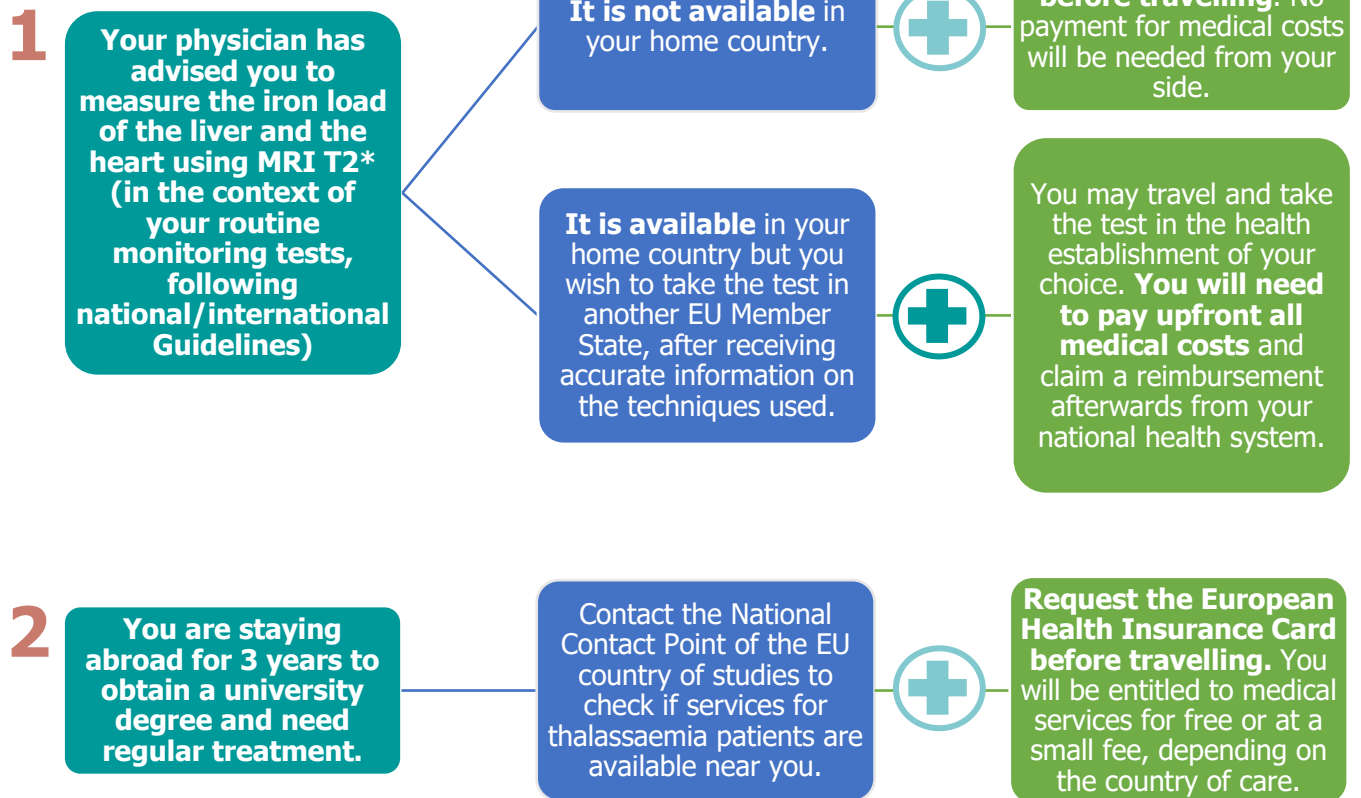 1
Your physician has
advised you to
measure the iron load
of the liver and the
heart using MRI T2*
(in the context of
your routine
monitoring tests,
following
national/international
Guidelines)
It is not available in
your home country.
before travelling. No
payment for medical costs
will be needed from your
side.
It is available in your
home country but you
wish to take the test in
another EU Member
State, after receiving
accurate information on
the techniques used.
You may travel and take
the test in the health
establishment of your
choice. You will need
to pay upfront all
medical costs and
claim a reimbursement
afterwards from your
national health system.
2
You are staying
abroad for 3 years to
obtain a university
degree and need
regular treatment.
Contact the National
Contact Point of the EU
country of studies to
check if services for
thalassaemia patients are
available near you.
Request the European
Health Insurance Card
before travelling. You
will be entitled to medical
services for free or at a
small fee, depending on
the country of care.